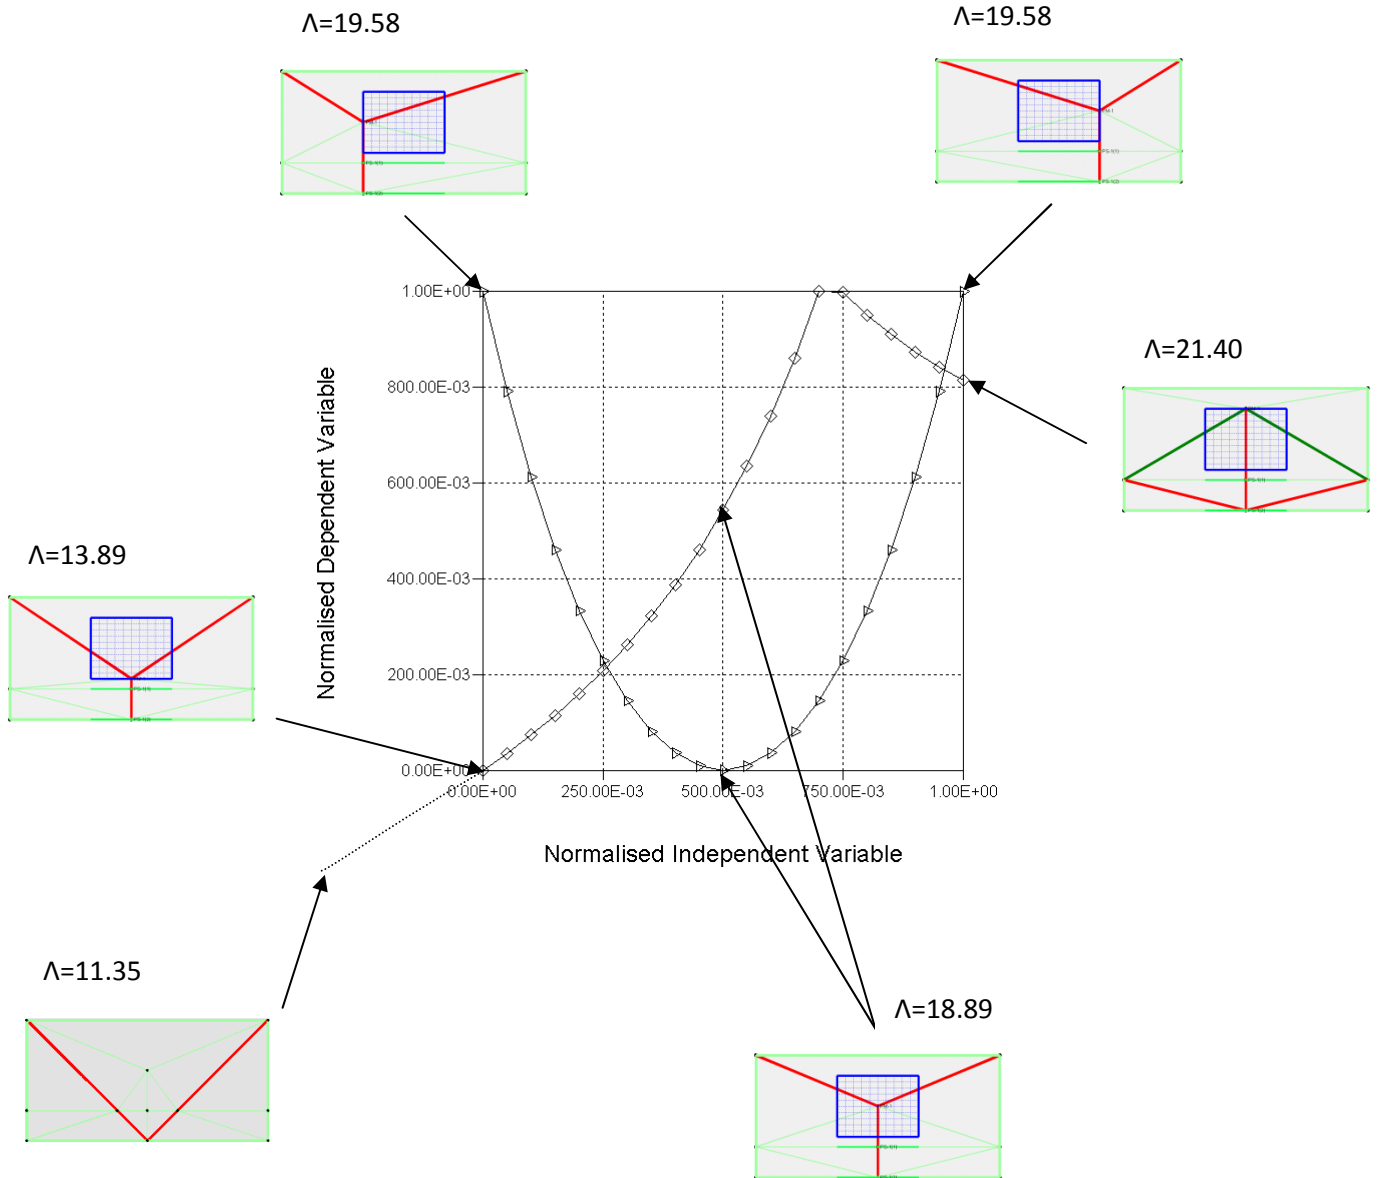 Λ=19.58
Λ=19.58
1.00E+00
800.00E-03
600.00E-03
400.00E-03
200.00E-03
0.00E+00
0.00E+00 250.00E-03 500.00E-03 750.00E-03 1.00E+00
Normalised Dependent Variable
Normalised Independent Variable
Λ=21.40
Λ=13.89
Λ=11.35
Λ=18.89